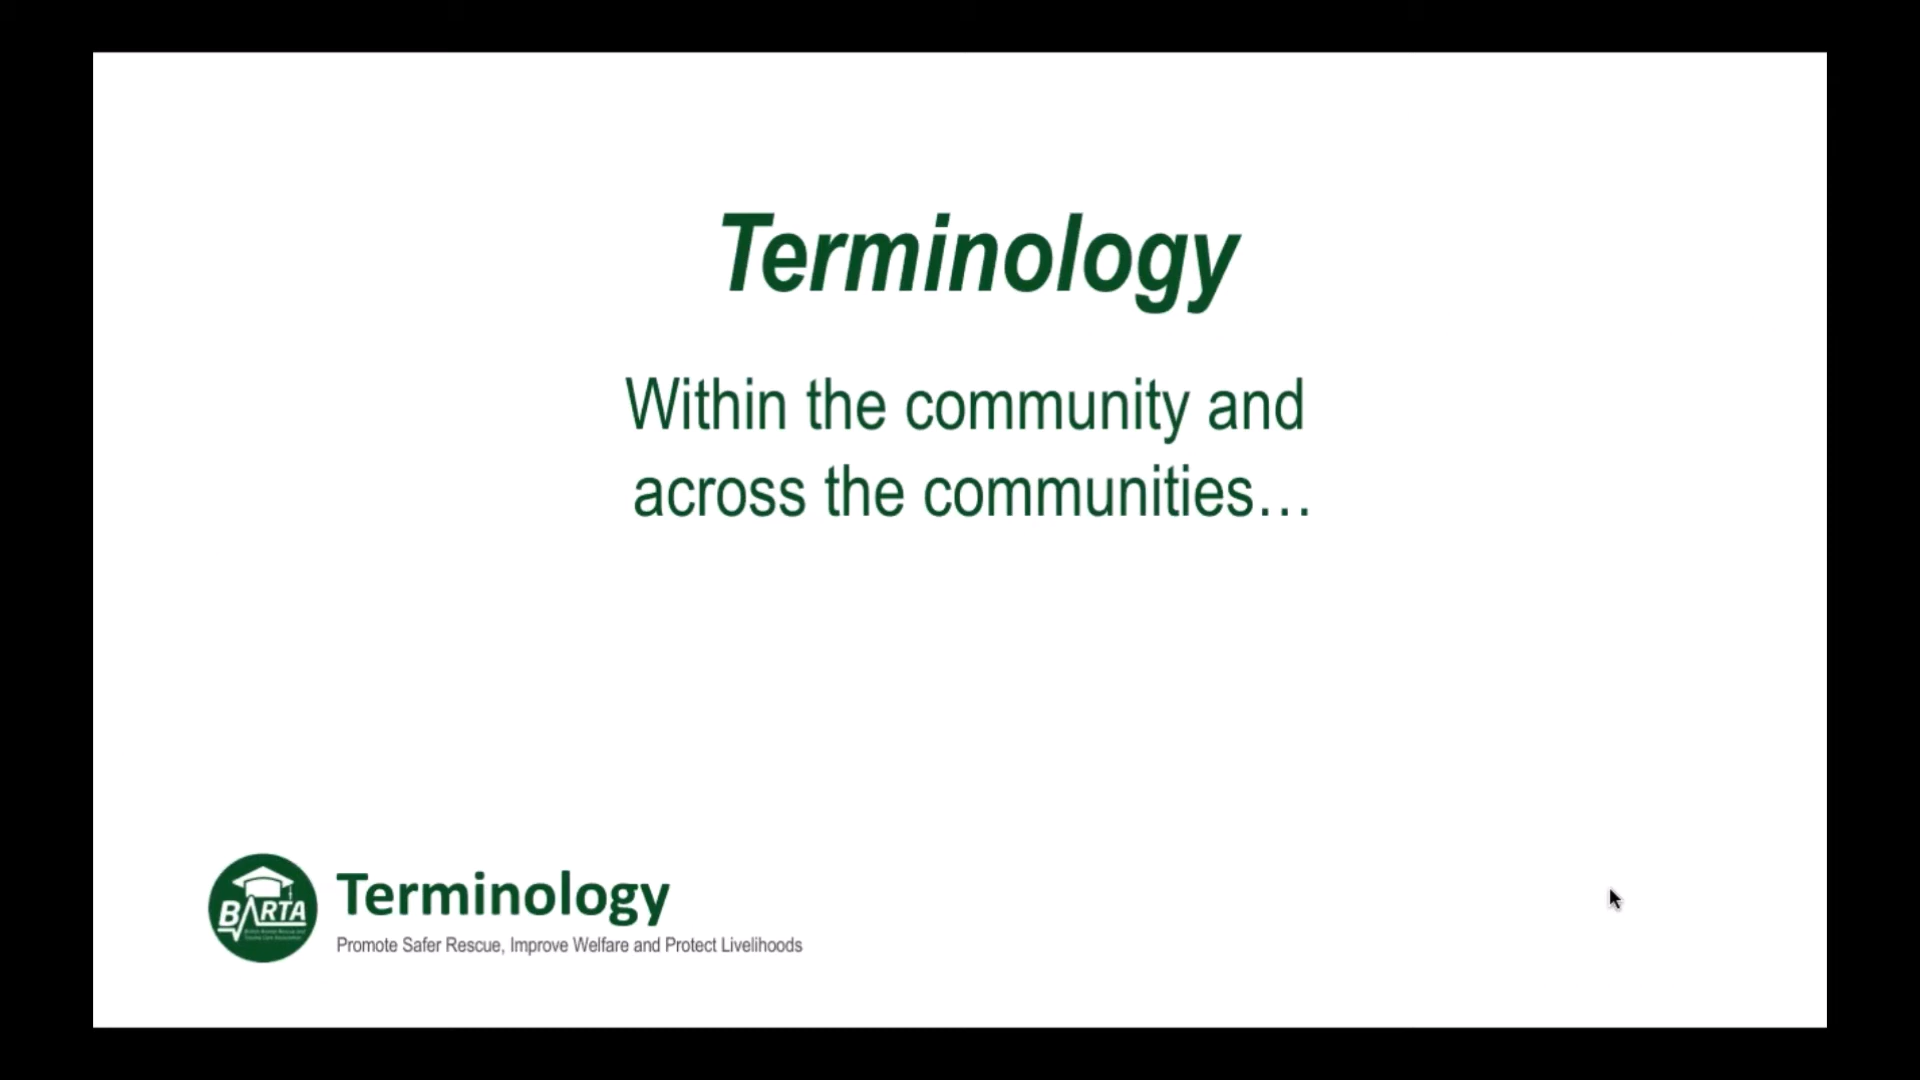 Terminology
Within the community and
across the communities…
BARTA
Terminology
Promote Safer Rescue, Improve Welfare and Protect Livelihoods